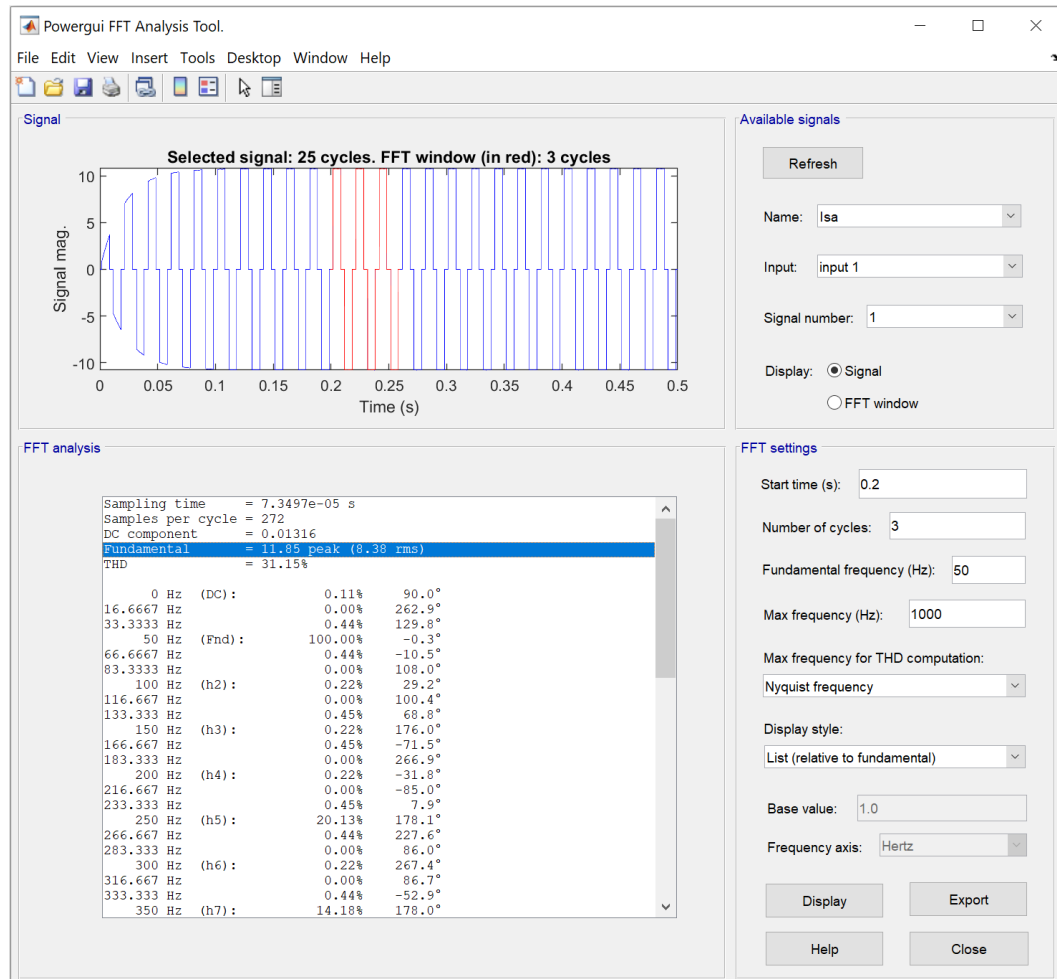 Powergui FFT Analysis Tool.
File Edit View Insert Tools Desktop Window Help
Signal
Selected signal: 25 cycles. FFT window (in red): 3 cycles
10
5
0
-5
-10
Signal mag.
0 0.05 0.1 0.15 0.2 0.25 0.3 0.35 0.4 0.45 0.5
Time (s)
Available signals
Refresh
Name: Isa
Input: input 1
Signal number: 1
Display: Signal
FFT window
FFT analysis
Sampling time = 7.3497e-05 s
Samples per cycle = 272
DC component = 0.01316
Fundamental = 11.85 peak (8.38 rms)
THD = 31.15%
0 Hz (DC): 0.11% 90.0°
16.6667 Hz 0.00% 262.9°
33.3333 Hz 0.44% 129.8°
50 Hz (Fnd): 100.00% -0.3°
66.6667 Hz 0.44% -10.5°
83.3333 Hz 0.00% 108.0°
100 Hz (h2): 0.22% 29.2°
116.667 Hz 0.00% 100.4°
133.333 Hz 0.45% 68.8°
150 Hz (h3): 0.22% 176.0°
166.667 Hz 0.45% -71.5°
183.333 Hz 0.00% 266.9°
200 Hz (h4): 0.22% -31.8°
216.667 Hz 0.00% -85.0°
233.333 Hz 0.45% 7.9°
250 Hz (h5): 20.13% 178.1°
266.667 Hz 0.44% 227.6°
283.333 Hz 0.00% 86.0°
300 Hz (h6): 0.22% 267.4°
316.667 Hz 0.00% 86.7°
333.333 Hz 0.44% -52.9°
350 Hz (h7): 14.18% 178.0°
FFT settings
Start time (s): 0.2
Number of cycles: 3
Fundamental frequency (Hz): 50
Max frequency (Hz): 1000
Max frequency for THD computation:
Nyquist frequency
Display style:
List (relative to fundamental)
Base value: 1.0
Frequency axis: Hertz
Display Export
Help Close